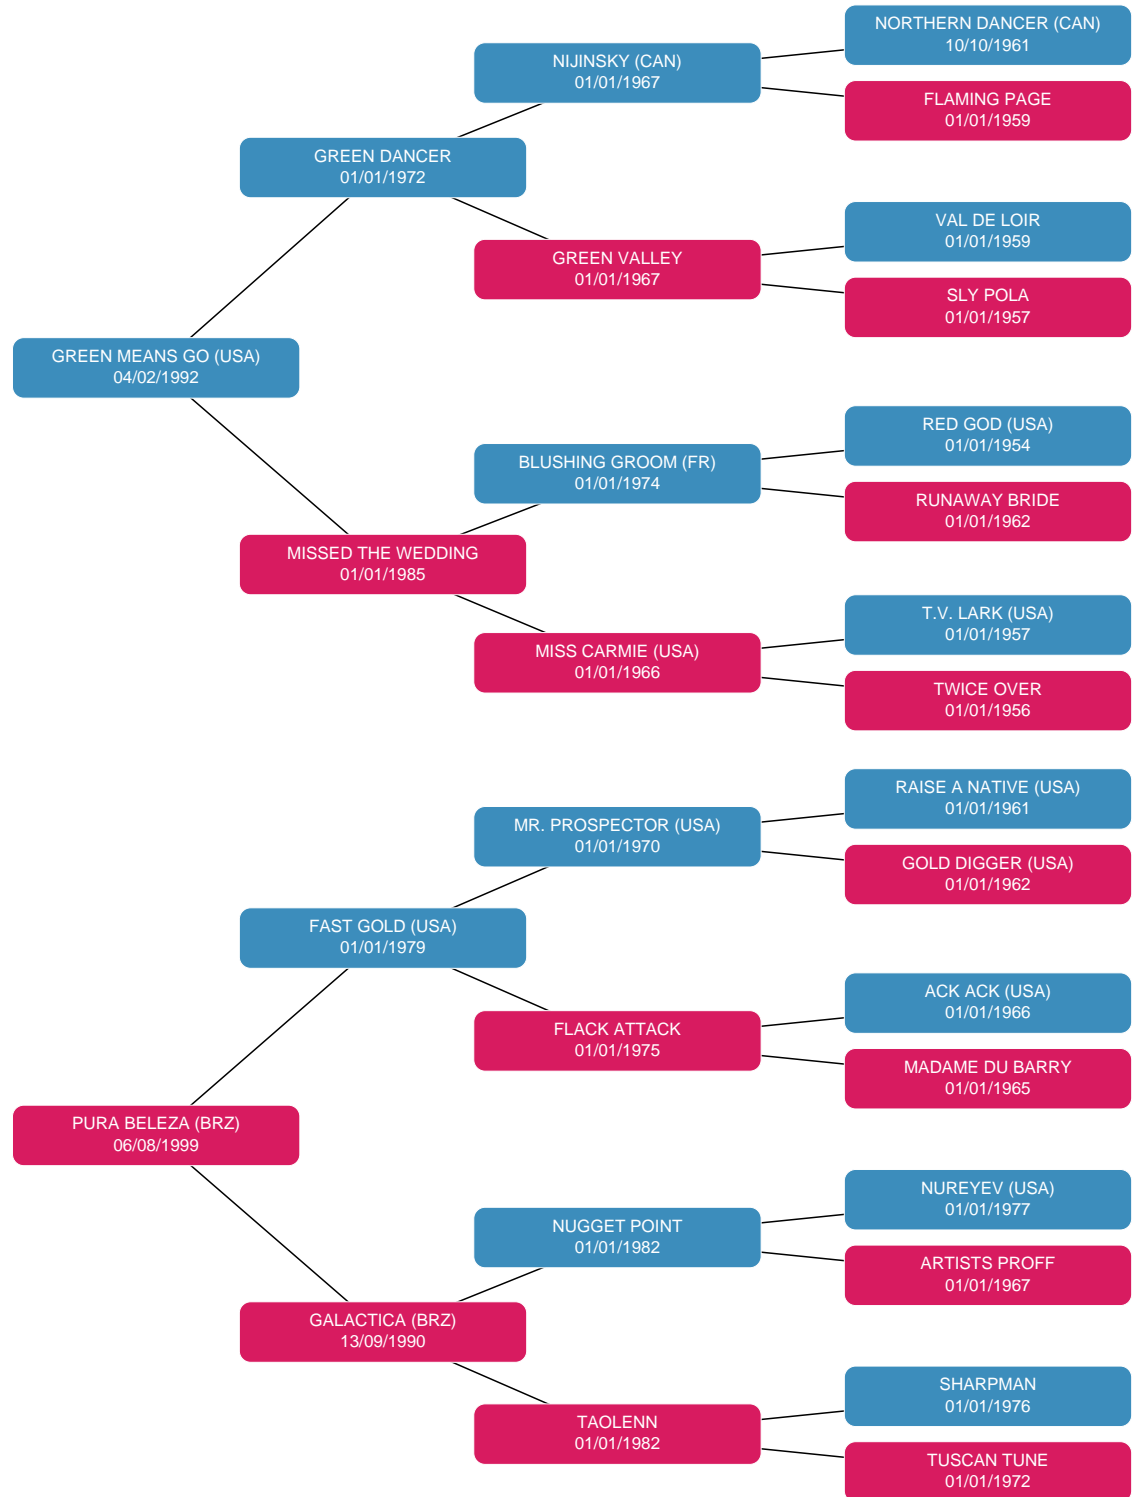 NORTHERN DANCER (CAN)
10/10/1961
NIJINSKY (CAN)
01/01/1967
FLAMING PAGE
01/01/1959
GREEN DANCER
01/01/1972
VAL DE LOIR
01/01/1959
GREEN VALLEY
01/01/1967
SLY POLA
01/01/1957
GREEN MEANS GO (USA)
04/02/1992
RED GOD (USA)
01/01/1954
BLUSHING GROOM (FR)
01/01/1974
RUNAWAY BRIDE
01/01/1962
MISSED THE WEDDING
01/01/1985
T.V. LARK (USA)
01/01/1957
MISS CARMIE (USA)
01/01/1966
TWICE OVER
01/01/1956
RAISE A NATIVE (USA)
01/01/1961
MR. PROSPECTOR (USA)
01/01/1970
GOLD DIGGER (USA)
01/01/1962
FAST GOLD (USA)
01/01/1979
ACK ACK (USA)
01/01/1966
FLACK ATTACK
01/01/1975
MADAME DU BARRY
01/01/1965
PURA BELEZA (BRZ)
06/08/1999
NUREYEV (USA)
01/01/1977
NUGGET POINT
01/01/1982
ARTISTS PROFF
01/01/1967
GALACTICA (BRZ)
13/09/1990
SHARPMAN
01/01/1976
TAOLENN
01/01/1982
TUSCAN TUNE
01/01/1972